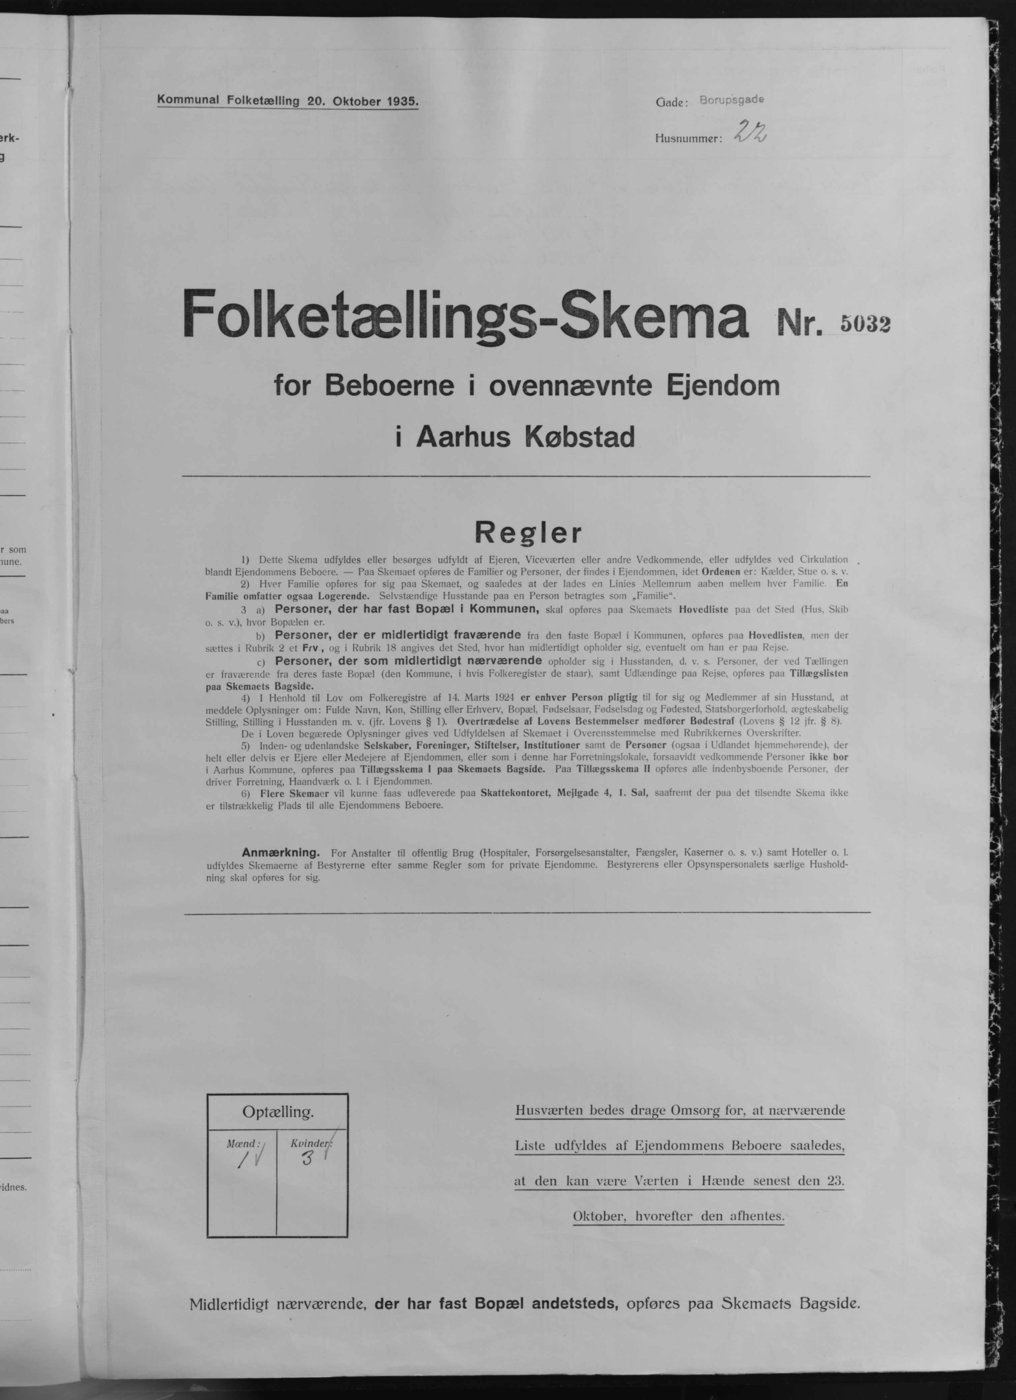 Kommunal Folketælling 20. Oktober 1935.
Gade: Borupsgade
Husnummer: 22
Folketællings-Skema Nr. 5032
for Beboerne i ovennævnte Ejendom
i Aarhus Købstad
Regler
1) Dette Skema udfyldes eller besørges udfyldt af Ejeren, Viceværten eller andre Vedkommende, eller udfyldes ved Cirkulation
blandt Ejendommens Beboere. — Paa Skemaet opføres de Familier og Personer, der findes i Ejendommen, idet Ordenen er: Kælder, Stue o. s. v.
2) Hver Familie opføres for sig paa Skemaet, og saaledes at der lades en Linies Mellemrum aaben mellem hver Familie. En
Familie omfatter ogsaa Logerende. Selvstændige Husstande paa en Person betragtes som „Familie".
3 a) Personer, der har fast Bopæl i Kommunen, skal opføres paa Skemaets Hovedliste paa det Sted (Hus, Skib
o. s. v.), hvor Bopælen er.
b) Personer, der er midlertidigt fraværende fra den faste Bopæl i Kommunen, opføres paa Hovedlisten, men der
sættes i Rubrik 2 et Frv, og i Rubrik 18 angives det Sted, hvor han midlertidigt opholder sig, eventuelt om han er paa Rejse.
c) Personer, der som midlertidigt nærværende opholder sig i Husstanden, d. v. s. Personer, der ved Tællingen
er fraværende fra deres faste Bopæl (den Kommune, i hvis Folkeregister de staar), samt Udlændinge paa Rejse, opføres paa Tillægslisten
paa Skemaets Bagside.
4) I Henhold til Lov om Folkeregistre af 14. Marts 1924 er enhver Person pligtig til for sig og Medlemmer af sin Husstand, at
meddele Oplysninger om: Fulde Navn, Køn, Stilling eller Erhverv, Bopæl, Fødselsaar, Fødselsdag og Fødested, Statsborgerforhold, ægteskabelig
Stilling, Stilling i Husstanden m. v. (jfr. Lovens § 1). Overtrædelse af Lovens Bestemmelser medfører Bødestraf (Lovens § 12 jfr. § 8).
De i Loven begærede Oplysninger gives ved Udfyldelsen af Skemaet i Overensstemmelse med Rubrikkernes Overskrifter.
5) Inden- og udenlandske Selskaber, Foreninger, Stiftelser, Institutioner samt de Personer (ogsaa i Udlandet hjemmehørende), der
helt eller delvis er Ejere eller Medejere af Ejendommen, eller som i denne har Forretningslokale, forsaavidt vedkommende Personer ikke bor
i Aarhus Kommune, opføres paa Tillægsskema I paa Skemaets Bagside. Paa Tillægsskema II opføres alle indenbysboende Personer, der
driver Forretning, Haandværk o. l. i Ejendommen.
6) Flere Skemaer vil kunne faas udleverede paa Skattekontoret, Mejlgade 4, 1. Sal, saafremt der paa det tilsendte Skema ikke
er tilstrækkelig Plads til alle Ejendommens Beboere.
Anmærkning. For Anstalter til offentlig Brug (Hospitaler, Forsørgelsesanstalter, Fængsler, Kaserner o. s. v.) samt Hoteller o. l.
udfyldes Skemaerne af Bestyrerne efter samme Regler som for private Ejendomme. Bestyrerens eller Opsynspersonalets særlige Hushold-
ning skal opføres for sig.
Optælling.
Mænd: Kvinder:
1 3
Husværten bedes drage Omsorg for, at nærværende
Liste udfyldes af Ejendommens Beboere saaledes,
at den kan være Værten i Hænde senest den 23.
Oktober, hvorefter den afhentes.
Midlertidigt nærværende, der har fast Bopæl andetsteds, opføres paa Skemaets Bagside.